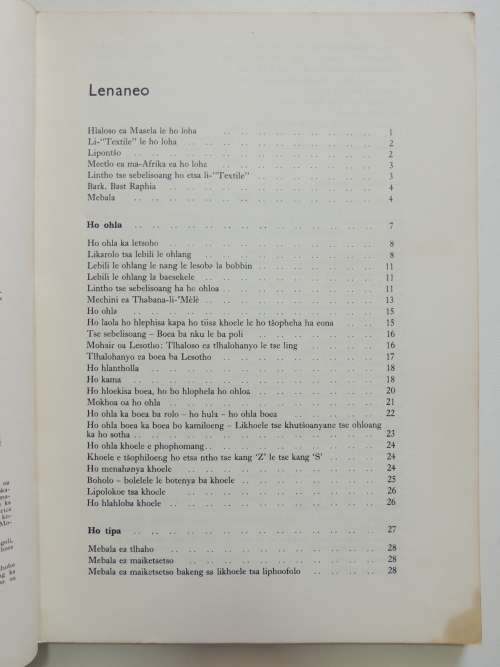 Lenaneo
Hlaloso ea Masela le ho loha 1
Li-"Textile" le ho loha 2
Lipontšo 2
Meetlo ea ma-Afrika ea ho loha 3
Lintho tse sebelisoang ho etsa li-"Textile" 3
Bark, Bast Raphia 4
Mebala 4
Ho ohla 7
Ho ohla ka letsoho 8
Likarolo tsa lebili le ohlang 8
Lebili le ohlang le nang le lesoba la bobbin 11
Lebili le ohlang la baesekele 11
Lintho tse sebelisoang ha ho ohloa 11
Mechini ea Thabana-li-'Mèlè 13
Ho ohla 15
Ho laola ho hlephisa kapa ho tiisa khoele le ho tšopheha ha eona 15
Tse sebelisoang – Boea ba nku le ba poli 16
Mohair oa Lesotho: Tlhaloso ea tlhalohanyo le tse ling 16
Tlhalohanyo ea boea ba Lesotho 17
Ho hlantholla 18
Ho kama 18
Ho hloekisa boea, ho bo hlophela ho ohloa 20
Mokhoa oa ho ohla 21
Ho ohla ka boea ba rolo – ho hula – ho ohla boea 22
Ho ohla boea ka boea bo kamiloeng – Likhoele tse khutšoanyane tse ohloang
ka ho sotha 23
Ho ohla khoele e phophomang 24
Khoele e tšophiloeng ho etsa ntho tse kang 'Z' le tse kang 'S' 24
Ho menahanya khoele 24
Boholo – bolelele le botenya ba khoele 25
Lipolokoe tsa khoele 26
Ho hlahloba khoele 26
Ho tipa 27
Mebala ea tlhaho 28
Mebala ea maiketsetso 28
Mebala ea maiketsetso bakeng sa likhoele tsa liphoofolo 28